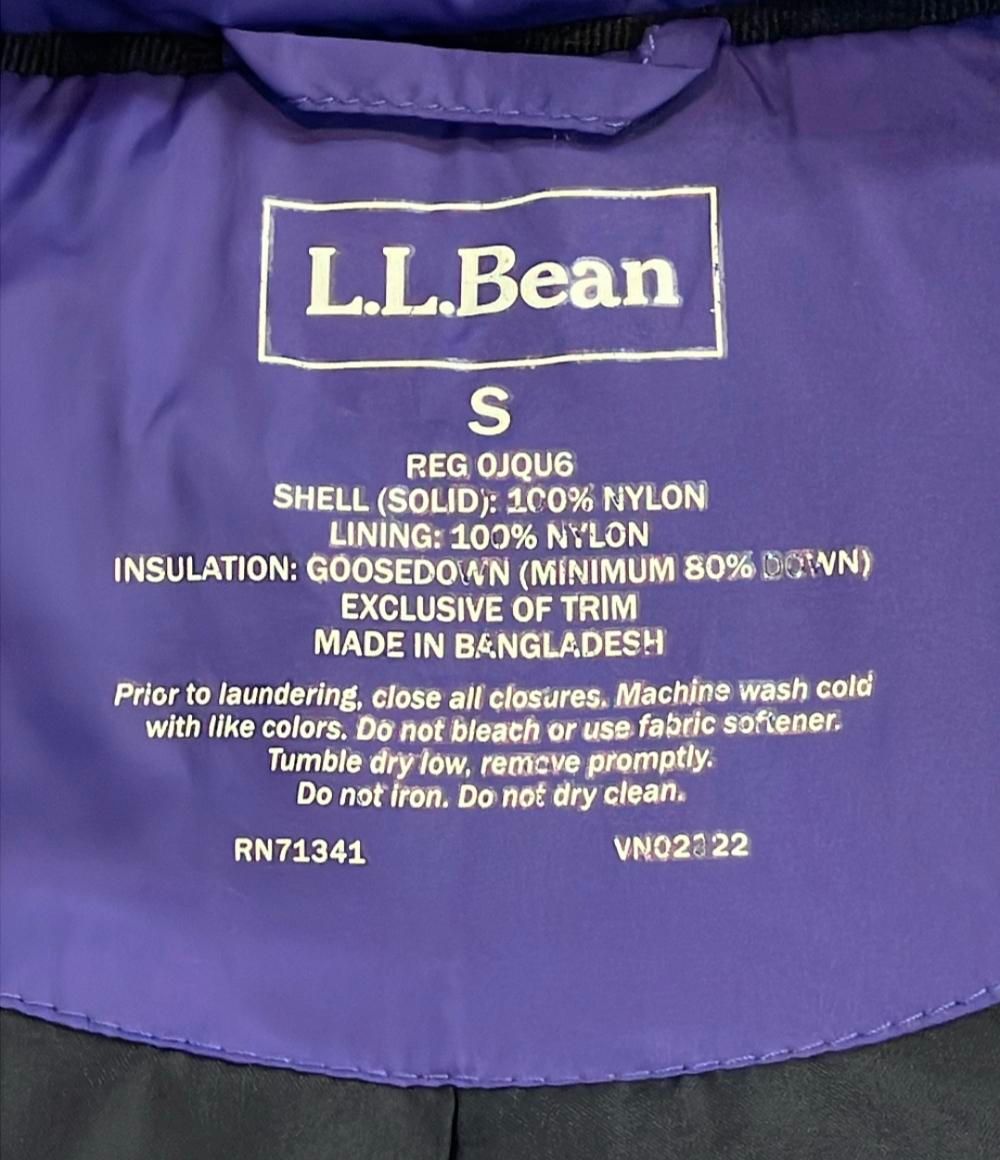 L.L.Bean
S
REG 0JQU6
SHELL (SOLID): 100% NYLON
LINING: 100% NYLON
INSULATION: GOOSEDOWN (MINIMUM 80% DOWN)
EXCLUSIVE OF TRIM
MADE IN BANGLADESH
Prior to laundering, close all closures. Machine wash cold
with like colors. Do not bleach or use fabric softener.
Tumble dry low, remove promptly.
Do not iron. Do not dry clean.
RN71341